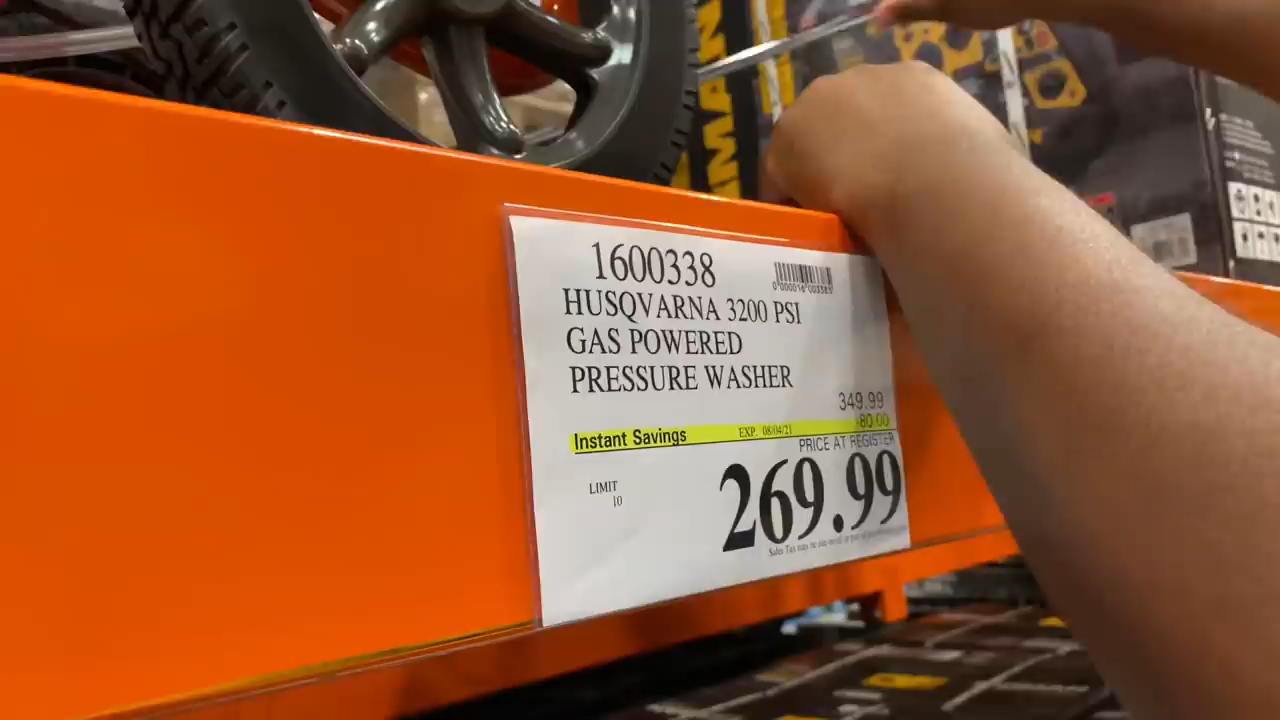 MAN
1600338
HUSQVARNA 3200 PSI
GAS POWERED
PRESSURE WASHER
349.99
-80.00
Instant Savings EXP. 08/04/21
PRICE AT REGISTER
269.99
LIMIT
10